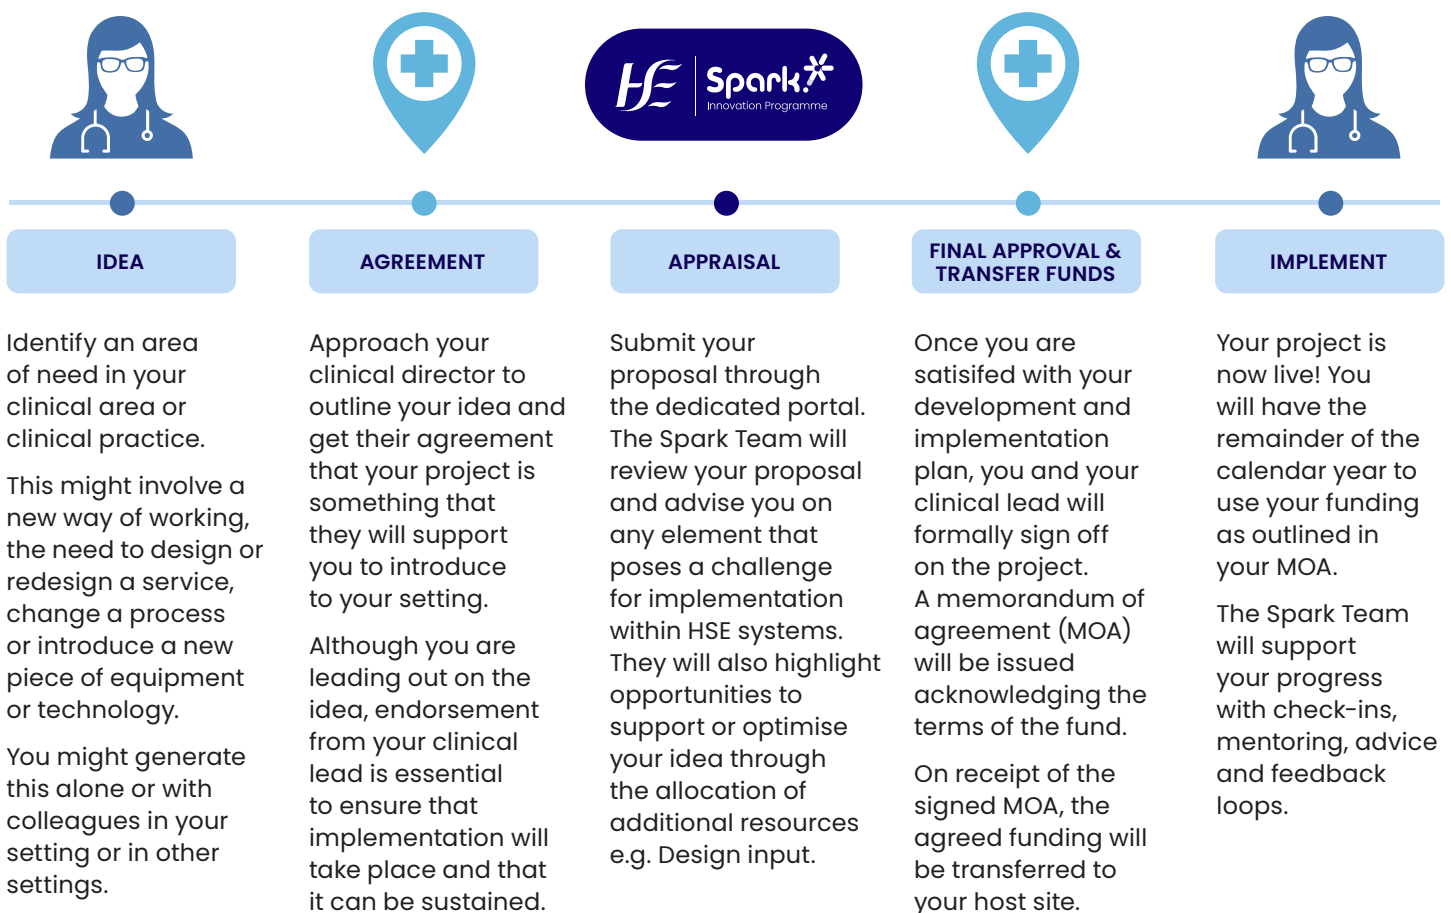 HSE
Spark
Innovation Programme
IDEA
Identify an area
of need in your
clinical area or
clinical practice.
This might involve a
new way of working,
the need to design or
redesign a service,
change a process
or introduce a new
piece of equipment
or technology.
You might generate
this alone or with
colleagues in your
setting or in other
settings.
AGREEMENT
Approach your
clinical director to
outline your idea and
get their agreement
that your project is
something that
they will support
you to introduce
to your setting.
Although you are
leading out on the
idea, endorsement
from your clinical
lead is essential
to ensure that
implementation will
take place and that
it can be sustained.
APPRAISAL
Submit your
proposal through
the dedicated portal.
The Spark Team will
review your proposal
and advise you on
any element that
poses a challenge
for implementation
within HSE systems.
They will also highlight
opportunities to
support or optimise
your idea through
the allocation of
additional resources
e.g. Design input.
FINAL APPROVAL &
TRANSFER FUNDS
Once you are
satisifed with your
development and
implementation
plan, you and your
clinical lead will
formally sign off
on the project.
A memorandum of
agreement (MOA)
will be issued
acknowledging the
terms of the fund.
On receipt of the
signed MOA, the
agreed funding will
be transferred to
your host site.
IMPLEMENT
Your project is
now live! You
will have the
remainder of the
calendar year to
use your funding
as outlined in
your MOA.
The Spark Team
will support
your progress
with check-ins,
mentoring, advice
and feedback
loops.